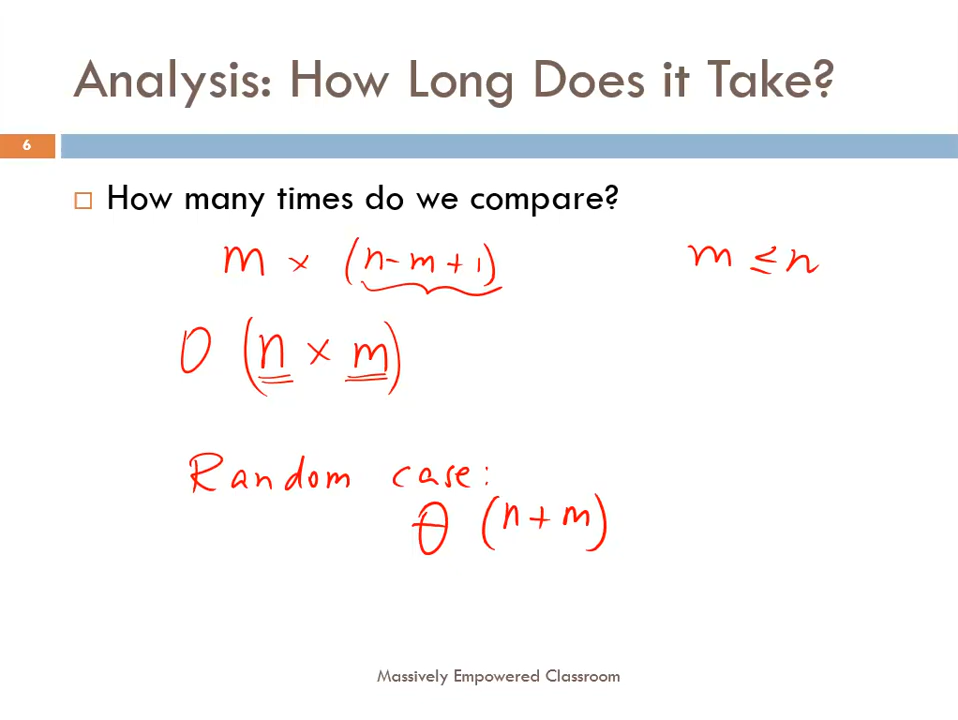 Analysis: How Long Does it Take?
6
How many times do we compare?
m × (n-m+1)
m ≤ n
O (n × m)
Random case:
θ (n+m)
Massively Empowered Classroom